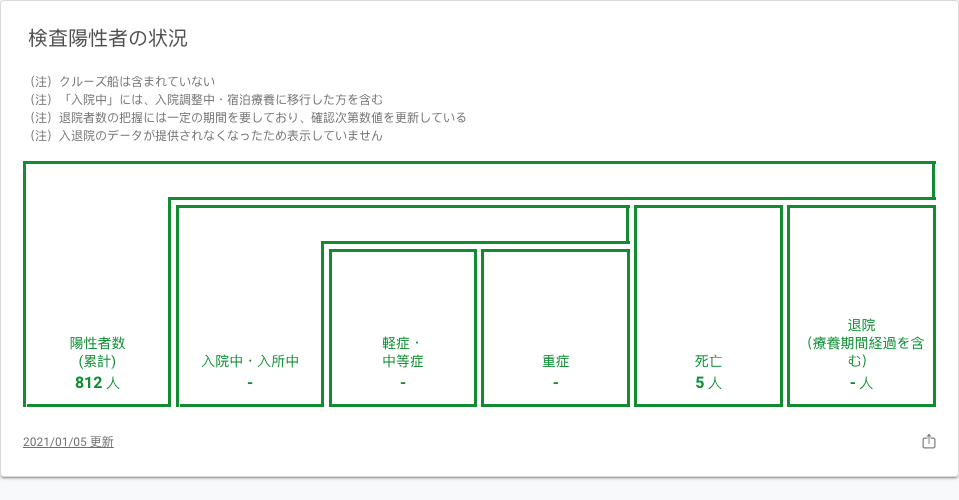 検査陽性者の状況
（注）クルーズ船は含まれていない
（注）「入院中」には、入院調整中・宿泊療養に移行した方を含む
（注）退院者数の把握には一定の期間を要しており、確認次第数値を更新している
（注）入退院のデータが提供されなくなったため表示していません
陽性者数
(累計)
812 人
入院中・入所中
-
軽症・
中等症
-
重症
-
死亡
5 人
退院
（療養期間経過を含
む）
- 人
2021/01/05 更新